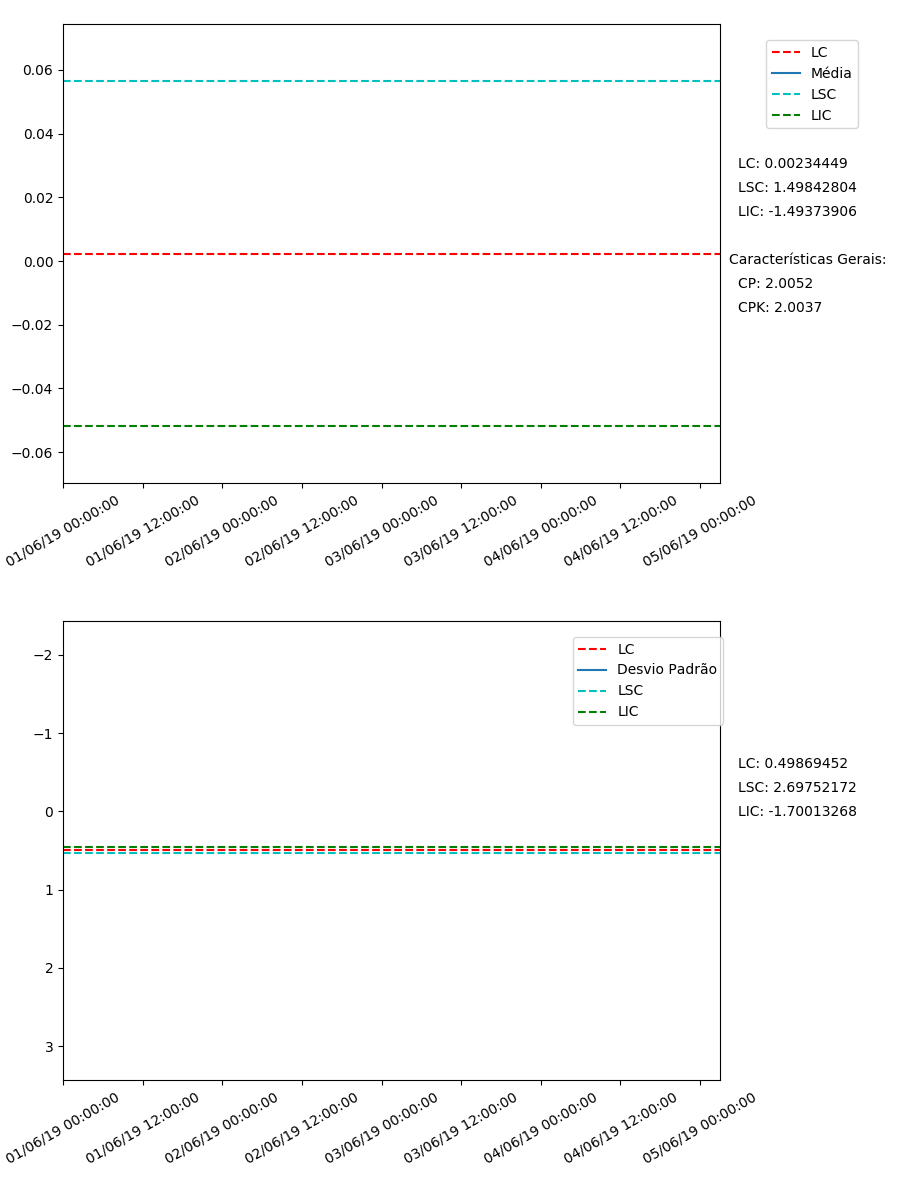 0.06
0.04
0.02
0.00
−0.02
−0.04
−0.06
01/06/19 00:00:00
01/06/19 12:00:00
02/06/19 00:00:00
02/06/19 12:00:00
03/06/19 00:00:00
03/06/19 12:00:00
04/06/19 00:00:00
04/06/19 12:00:00
05/06/19 00:00:00
LC
Média
LSC
LIC
LC: 0.00234449
LSC: 1.49842804
LIC: -1.49373906
Características Gerais:
CP: 2.0052
CPK: 2.0037
−2
−1
0
1
2
3
01/06/19 00:00:00
01/06/19 12:00:00
02/06/19 00:00:00
02/06/19 12:00:00
03/06/19 00:00:00
03/06/19 12:00:00
04/06/19 00:00:00
04/06/19 12:00:00
05/06/19 00:00:00
LC
Desvio Padrão
LSC
LIC
LC: 0.49869452
LSC: 2.69752172
LIC: -1.70013268